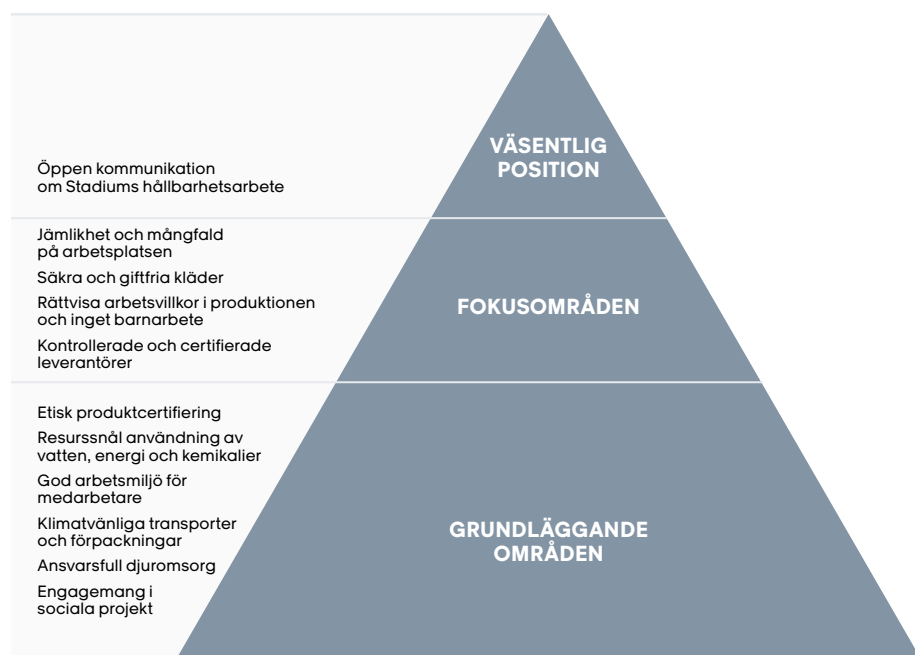 VÄSENTLIG
POSITION
Öppen kommunikation
om Stadiums hållbarhetsarbete
Jämlikhet och mångfald
på arbetsplatsen
Säkra och giftfria kläder
Rättvisa arbetsvillkor i produktionen
och inget barnarbete
Kontrollerade och certifierade
leverantörer
FOKUSOMRÅDEN
Etisk produktcertifiering
Resurssnål användning av
vatten, energi och kemikalier
God arbetsmiljö för
medarbetare
Klimatvänliga transporter
och förpackningar
Ansvarsfull djuromsorg
Engagemang i
sociala projekt
GRUNDLÄGGANDE
OMRÅDEN